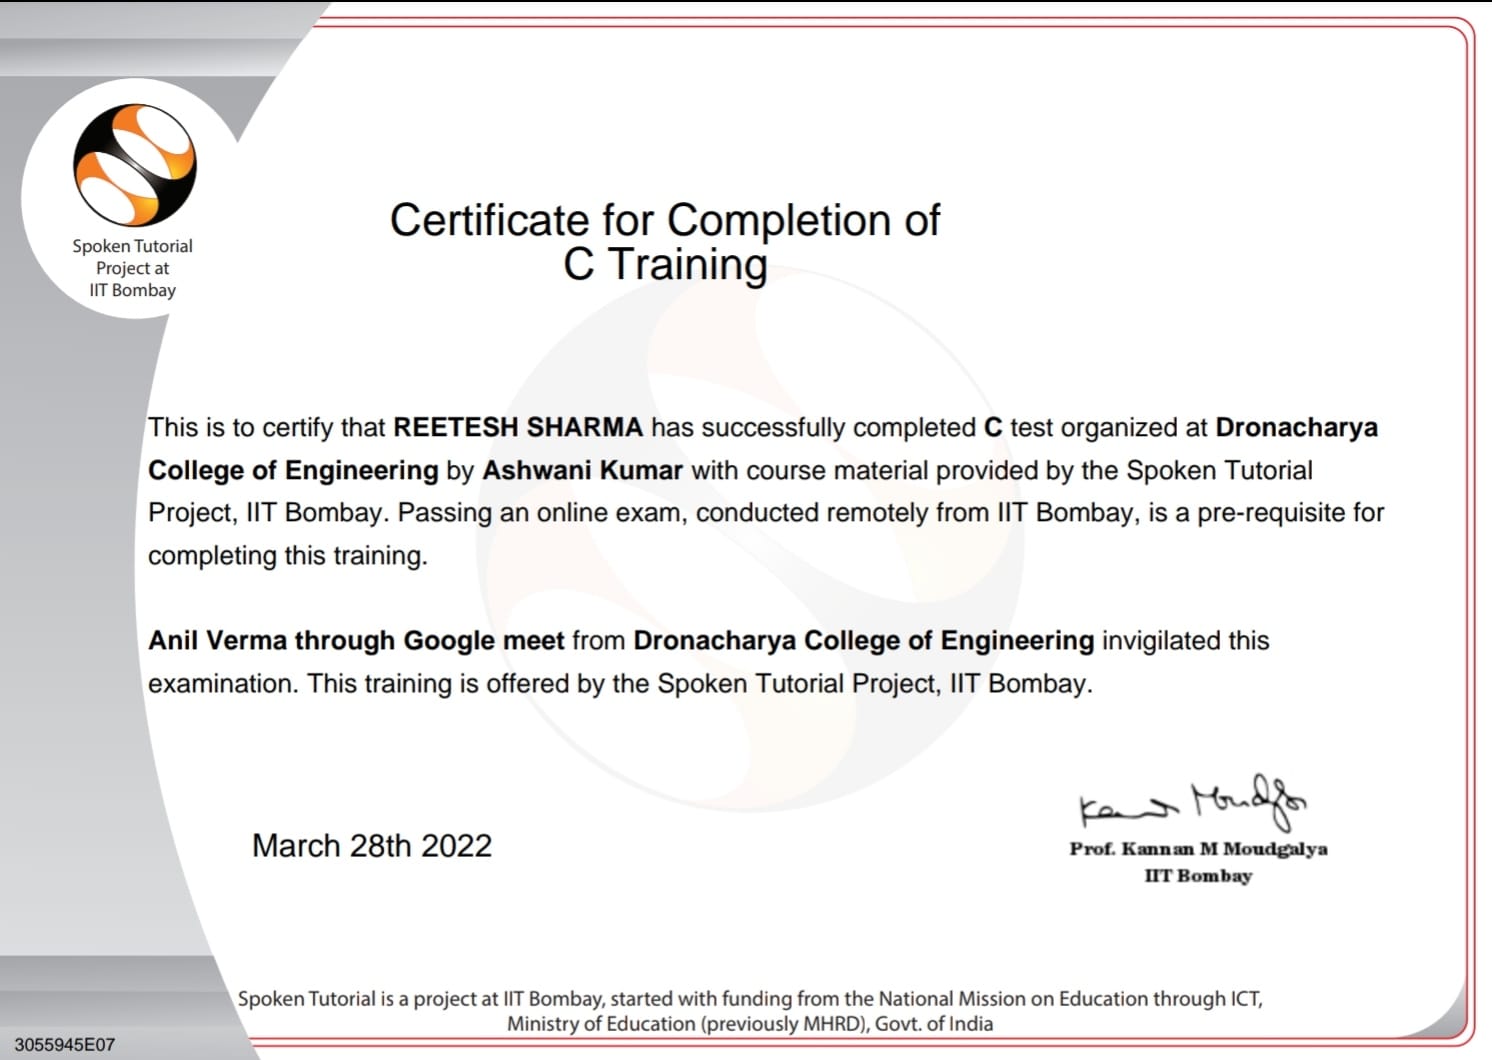 Spoken Tutorial
Project at
IIT Bombay
Certificate for Completion of
C Training
This is to certify that REETESH SHARMA has successfully completed C test organized at Dronacharya
College of Engineering by Ashwani Kumar with course material provided by the Spoken Tutorial
Project, IIT Bombay. Passing an online exam, conducted remotely from IIT Bombay, is a pre-requisite for
completing this training.
Anil Verma through Google meet from Dronacharya College of Engineering invigilated this
examination. This training is offered by the Spoken Tutorial Project, IIT Bombay.
March 28th 2022
Prof. Kannan M Moudgalya
IIT Bombay
Spoken Tutorial is a project at IIT Bombay, started with funding from the National Mission on Education through ICT,
Ministry of Education (previously MHRD), Govt. of India
3055945E07